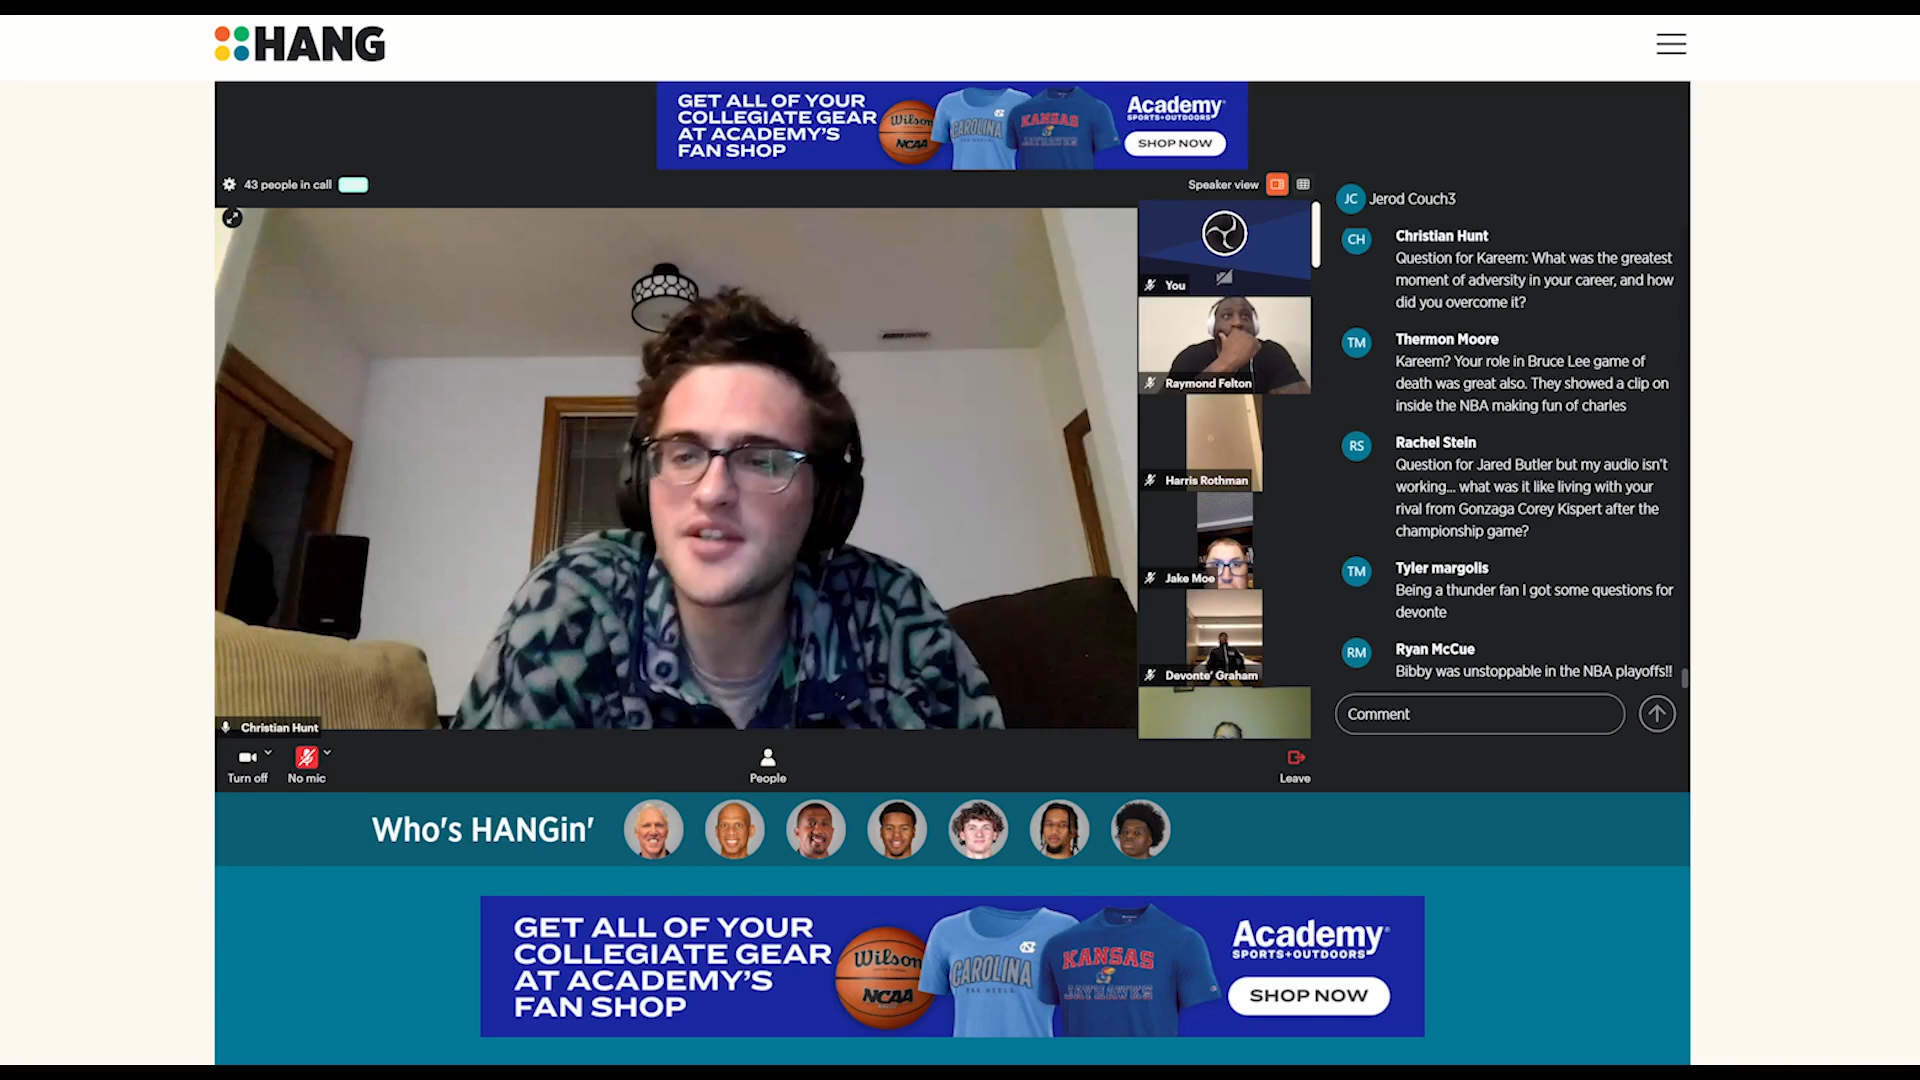 HANG
GET ALL OF YOUR
COLLEGIATE GEAR
AT ACADEMY'S
FAN SHOP
Wilson
NCAA
CAROLINA
KANSAS
JAYHAWKS
Academy
SPORTS+OUTDOORS
SHOP NOW
43 people in call
Speaker view
You
Raymond Felton
Harris Rothman
Jake Moe
Devonte' Graham
Christian Hunt
JC Jerod Couch3
CH Christian Hunt
Question for Kareem: What was the greatest
moment of adversity in your career, and how
did you overcome it?
TM Thermon Moore
Kareem? Your role in Bruce Lee game of
death was great also. They showed a clip on
inside the NBA making fun of charles
RS Rachel Stein
Question for Jared Butler but my audio isn't
working... what was it like living with your
rival from Gonzaga Corey Kispert after the
championship game?
TM Tyler margolis
Being a thunder fan I got some questions for
devonte
RM Ryan McCue
Bibby was unstoppable in the NBA playoffs!!
Comment
Turn off
No mic
People
Leave
Who's HANGin'
GET ALL OF YOUR
COLLEGIATE GEAR
AT ACADEMY'S
FAN SHOP
Wilson
NCAA
CAROLINA
TAR HEELS
KANSAS
JAYHAWKS
Academy
SPORTS+OUTDOORS
SHOP NOW